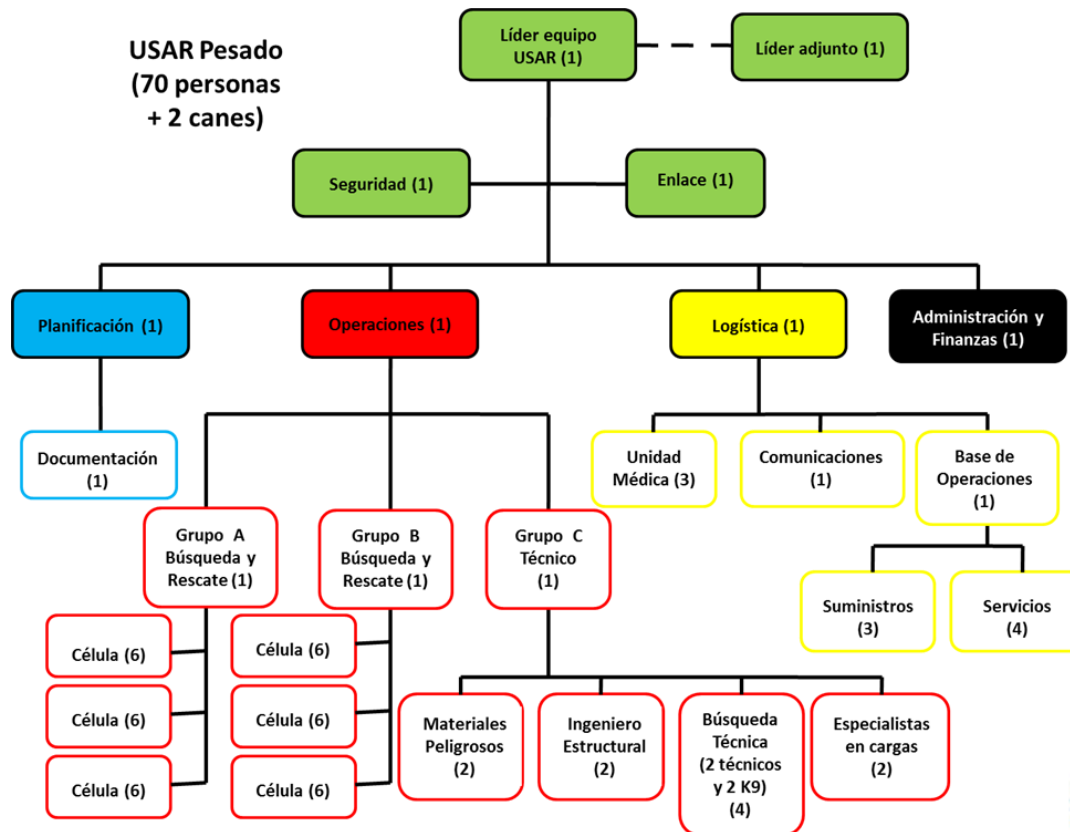 USAR Pesado
(70 personas
+ 2 canes)
Líder equipo
USAR (1)
Líder adjunto (1)
Seguridad (1)
Enlace (1)
Planificación (1)
Operaciones (1)
Logística (1)
Administración y
Finanzas (1)
Documentación
(1)
Unidad
Médica (3)
Comunicaciones
(1)
Base de
Operaciones
(1)
Grupo A
Búsqueda y
Rescate (1)
Grupo B
Búsqueda y
Rescate (1)
Grupo C
Técnico
(1)
Suministros
(3)
Servicios
(4)
Célula (6)
Célula (6)
Célula (6)
Célula (6)
Célula (6)
Célula (6)
Materiales
Peligrosos
(2)
Ingeniero
Estructural
(2)
Búsqueda
Técnica
(2 técnicos
y 2 K9)
(4)
Especialistas
en cargas
(2)